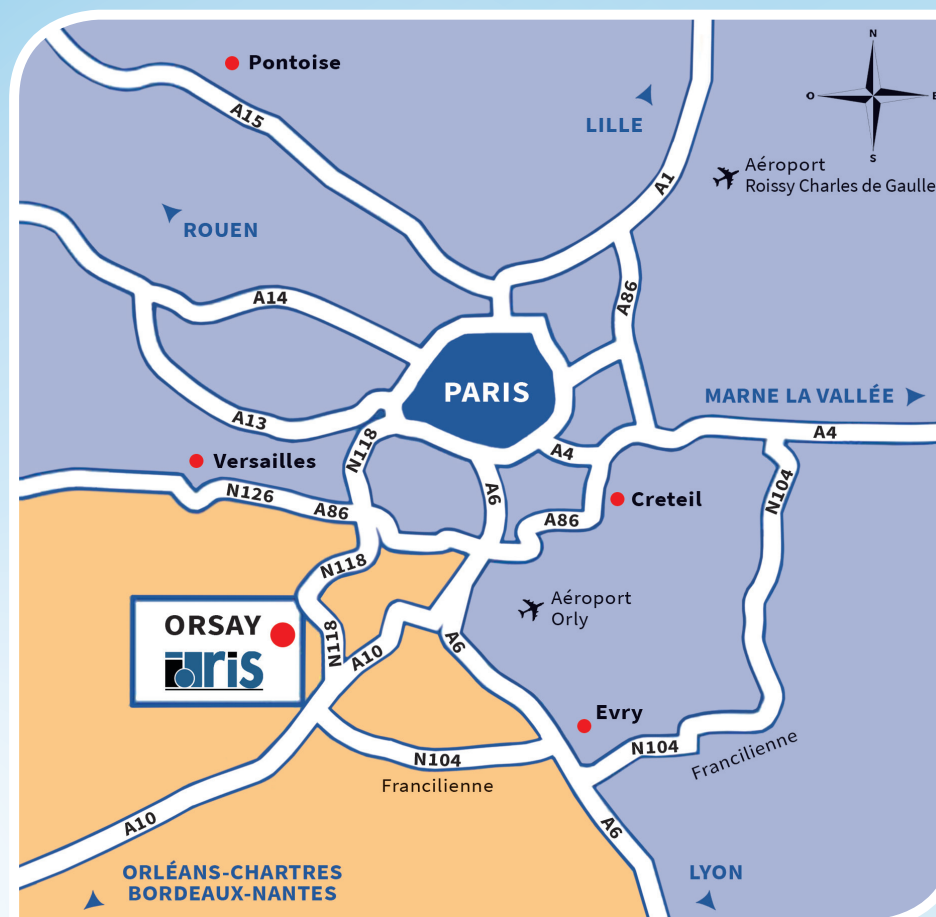 N
Pontoise
O
E
A15
LILLE
S
Aéroport
Roissy Charles de Gaulle
A1
ROUEN
A14
A86
PARIS
MARNE LA VALLÉE
A13
A4
N118
A4
Versailles
N126
A6
N104
Creteil
A86
A86
N118
Aéroport
Orly
ORSAY
idris
N118
A10
A6
Evry
N104
N104
Francilienne
Francilienne
A10
A6
ORLÉANS-CHARTRES
BORDEAUX-NANTES
LYON